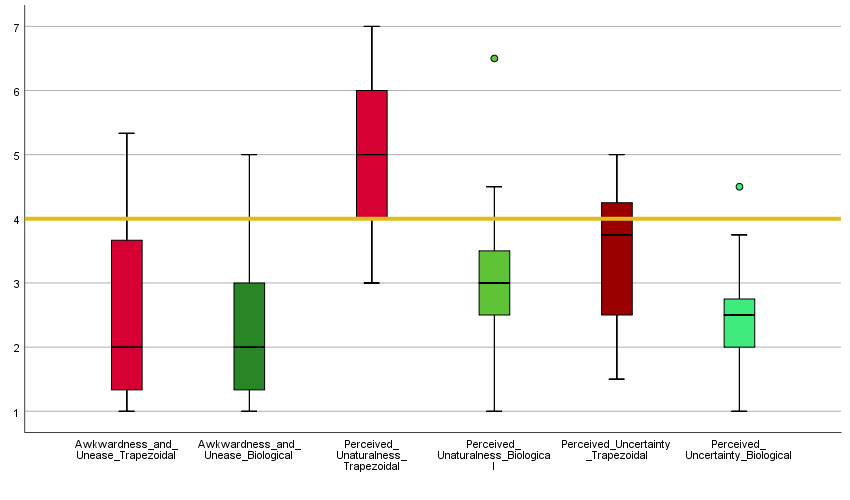 7
6
5
4
3
2
1
Awkwardness_and_
Unease_Trapezoidal
Awkwardness_and_
Unease_Biological
Perceived_
Unaturalness_
Trapezoidal
Perceived_
Unaturalness_Biologica
l
Perceived_Uncertainty
_Trapezoidal
Perceived_
Uncertainty_Biological